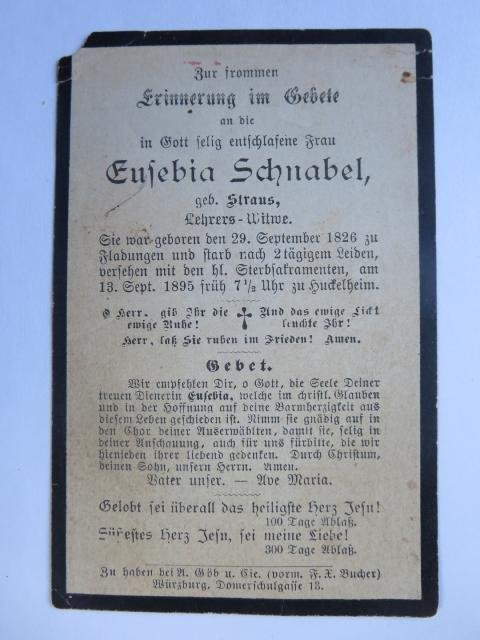 Zur frommen
Erinnerung im Gebete
an die
in Gott selig entschlafene Frau
Eusebia Schnabel,
geb. Straus,
Lehrers-Witwe.
Sie war geboren den 29. September 1826 zu
Fladungen und starb nach 2tägigem Leiden,
versehen mit den hl. Sterbsakramenten, am
13. Sept. 1895 früh 7½ Uhr zu Huckelheim.
O Herr, gib Ihr die
ewige Ruhe!
Und das ewige Licht
leuchte Ihr!
Herr, laß Sie ruhen im Frieden! Amen.
Gebet.
Wir empfehlen Dir, o Gott, die Seele Deiner
treuen Dienerin Eusebia, welche im christl. Glauben
und in der Hoffnung auf deine Barmherzigkeit aus
diesem Leben geschieden ist. Nimm sie gnädig auf in
den Chor deiner Auserwählten, damit sie, selig in
deiner Anschauung, auch für uns fürbitte, die wir
hienieden ihrer liebend gedenken. Durch Christum,
deinen Sohn, unsern Herrn. Amen.
Vater unser. — Ave Maria.
Gelobt sei überall das heiligste Herz Jesu!
100 Tage Ablaß.
Süßestes Herz Jesu, sei meine Liebe!
300 Tage Ablaß.
Zu haben bei A. Göb u. Cie. (vorm. F. X. Bucher)
Würzburg, Domerschulgasse 13.